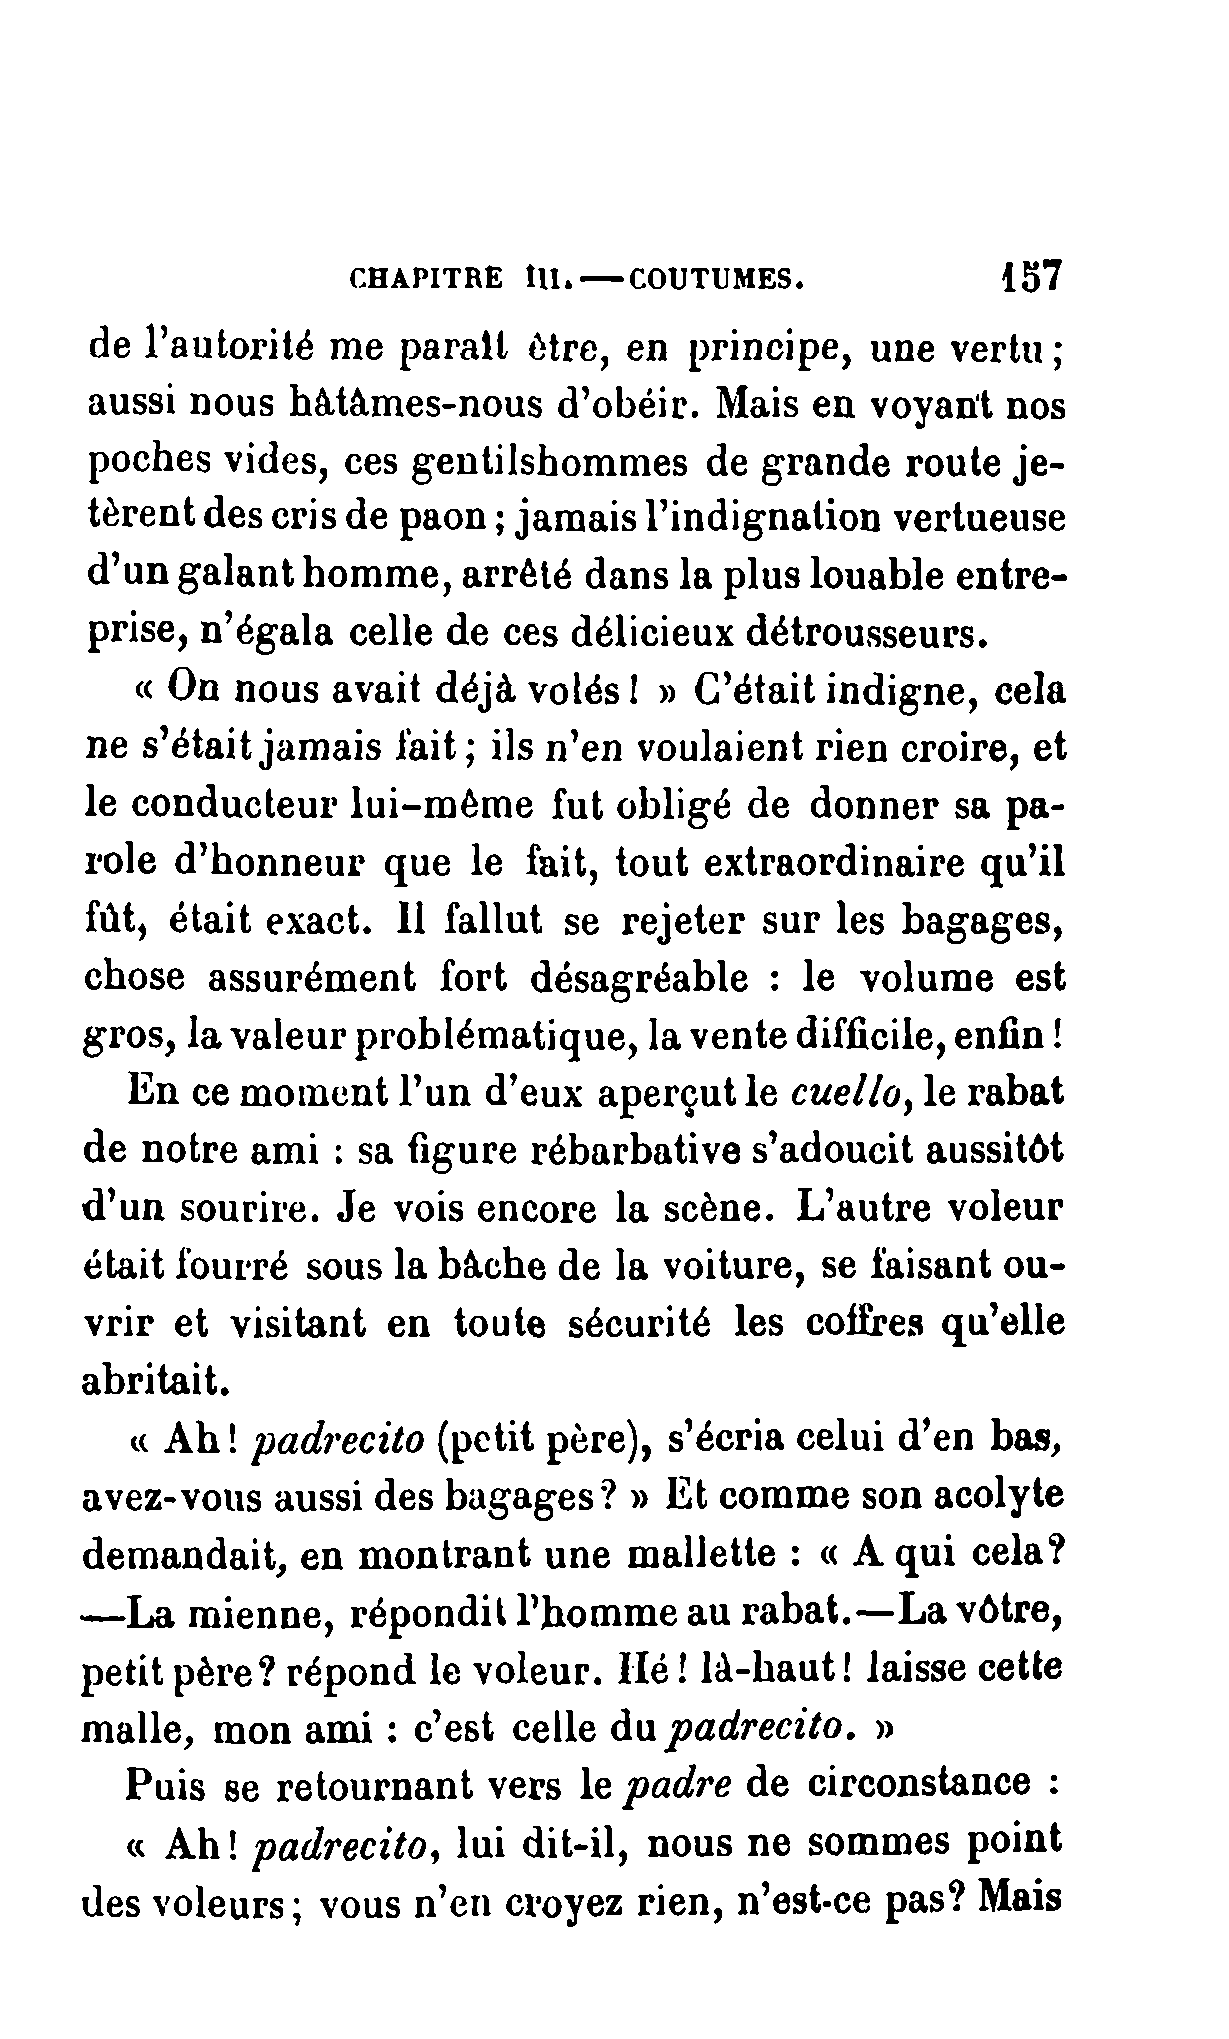 CHAPITRE III.—COUTUMES. 157
de l'autorité me paraît être, en principe, une vertu;
aussi nous hâtâmes-nous d'obéir. Mais en voyant nos
poches vides, ces gentilshommes de grande route je-
tèrent des cris de paon; jamais l'indignation vertueuse
d'un galant homme, arrêté dans la plus louable entre-
prise, n'égala celle de ces délicieux détrousseurs.
« On nous avait déjà volés! » C'était indigne, cela
ne s'était jamais fait; ils n'en voulaient rien croire, et
le conducteur lui-même fut obligé de donner sa pa-
role d'honneur que le fait, tout extraordinaire qu'il
fût, était exact. Il fallut se rejeter sur les bagages,
chose assurément fort désagréable : le volume est
gros, la valeur problématique, la vente difficile, enfin!
En ce moment l'un d'eux aperçut le cuello, le rabat
de notre ami : sa figure rébarbative s'adoucit aussitôt
d'un sourire. Je vois encore la scène. L'autre voleur
était fourré sous la bâche de la voiture, se faisant ou-
vrir et visitant en toute sécurité les coffres qu'elle
abritait.
« Ah! padrecito (petit père), s'écria celui d'en bas,
avez-vous aussi des bagages? » Et comme son acolyte
demandait, en montrant une mallette : « A qui cela?
—La mienne, répondit l'homme au rabat.—La vôtre,
petit père? répond le voleur. Hé! là-haut! laisse cette
malle, mon ami : c'est celle du padrecito. »
Puis se retournant vers le padre de circonstance :
« Ah! padrecito, lui dit-il, nous ne sommes point
des voleurs; vous n'en croyez rien, n'est-ce pas? Mais